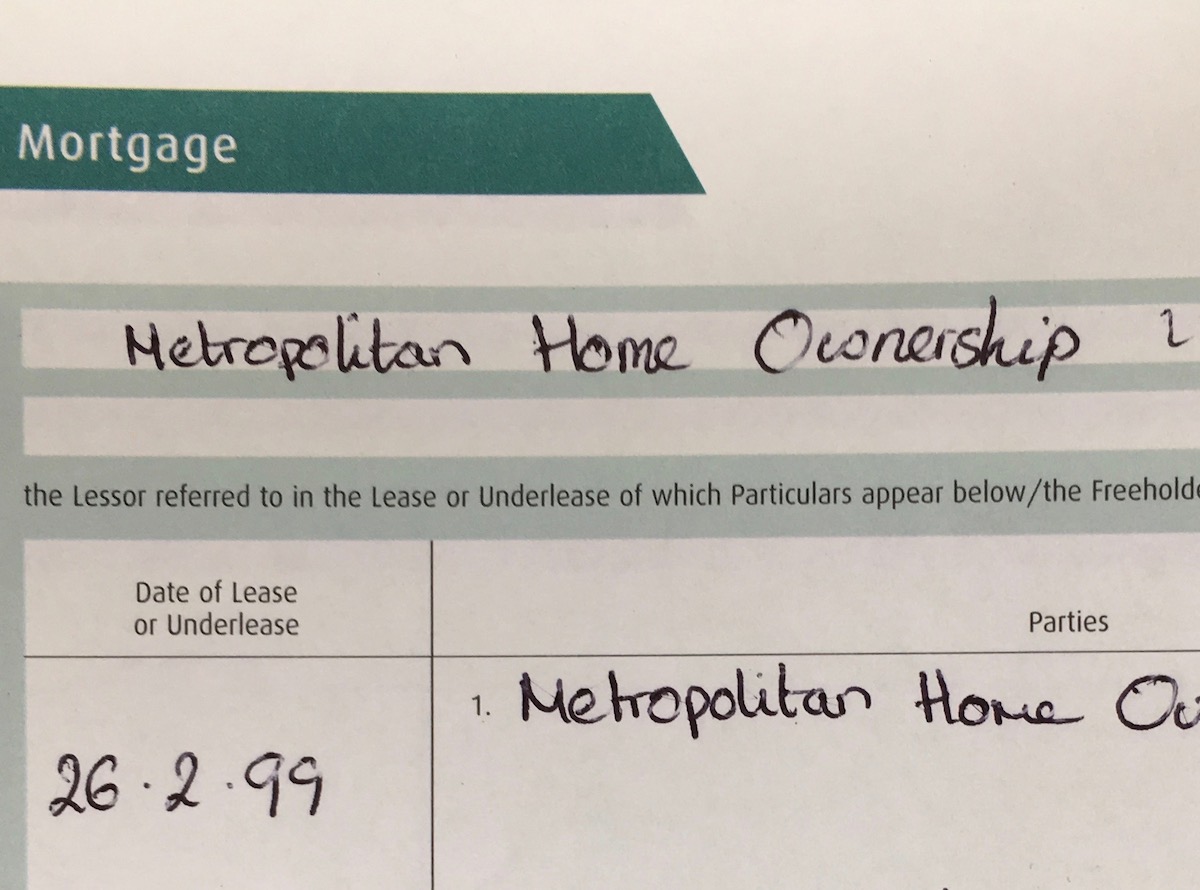 Mortgage
Metropolitan Home Ownership
the Lessor referred to in the Lease or Underlease of which Particulars appear below/the
Date of Lease
or Underlease
Parties
1. Metropolitan Home
26.2.99